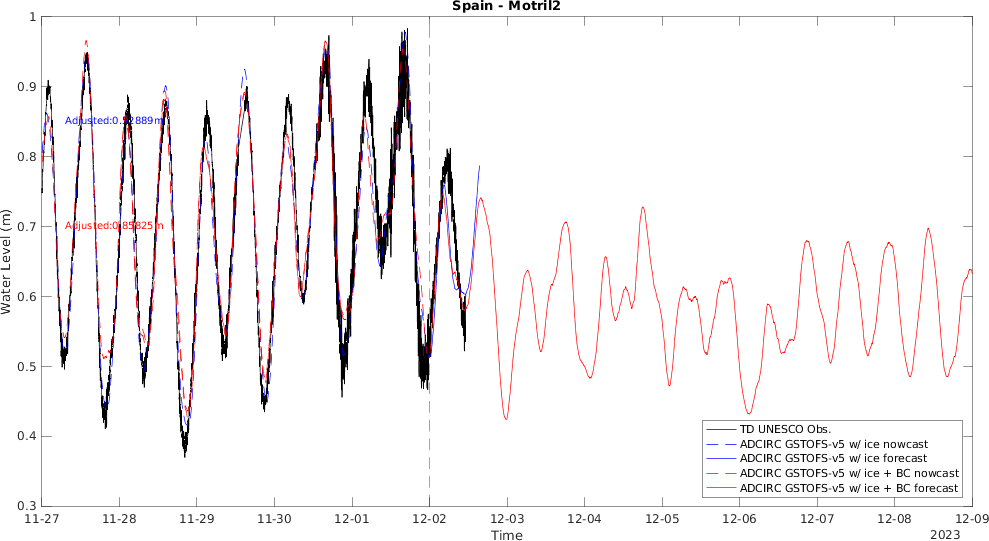 Spain - Motril2
1
0.9
0.8
0.7
0.6
0.5
0.4
0.3
Water Level (m)
Adjusted:0.85825m
11-27
11-28
11-29
11-30
12-01
12-02
12-03
12-04
12-05
12-06
12-07
12-08
12-09
Time
2023
TD UNESCO Obs.
ADCIRC GSTOFS-v5 w/ ice nowcast
ADCIRC GSTOFS-v5 w/ ice forecast
ADCIRC GSTOFS-v5 w/ ice + BC nowcast
ADCIRC GSTOFS-v5 w/ ice + BC forecast